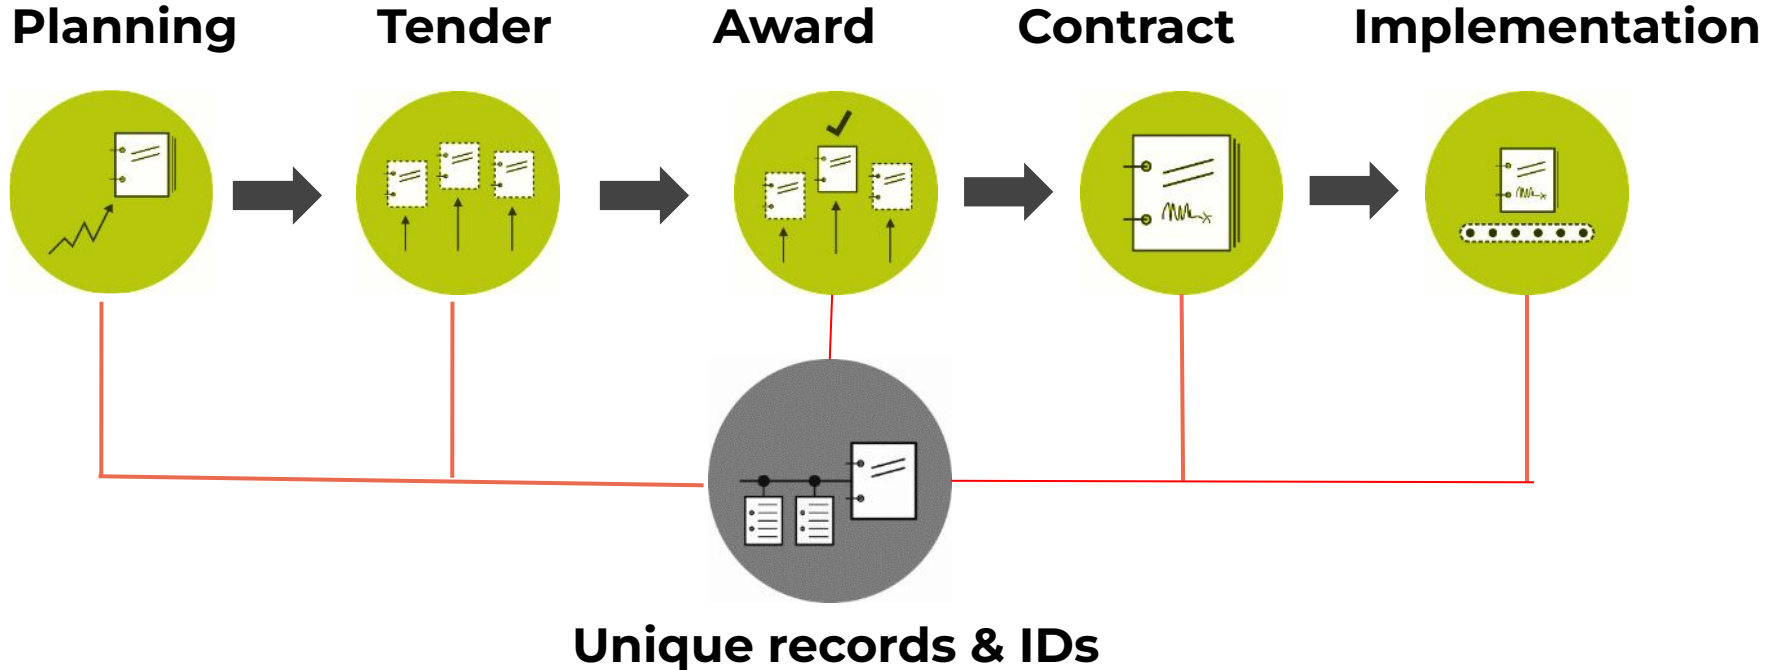 Planning Tender Award Contract Implementation
Unique records & IDs